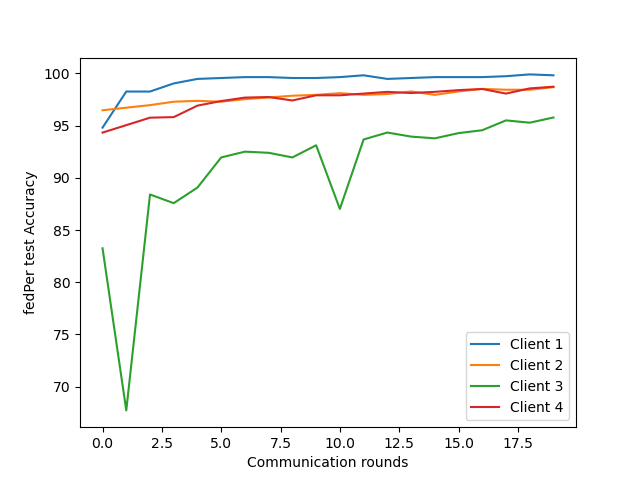 100
95
90
85
80
75
70
fedPer test Accuracy
Client 1
Client 2
Client 3
Client 4
0.0 2.5 5.0 7.5 10.0 12.5 15.0 17.5
Communication rounds